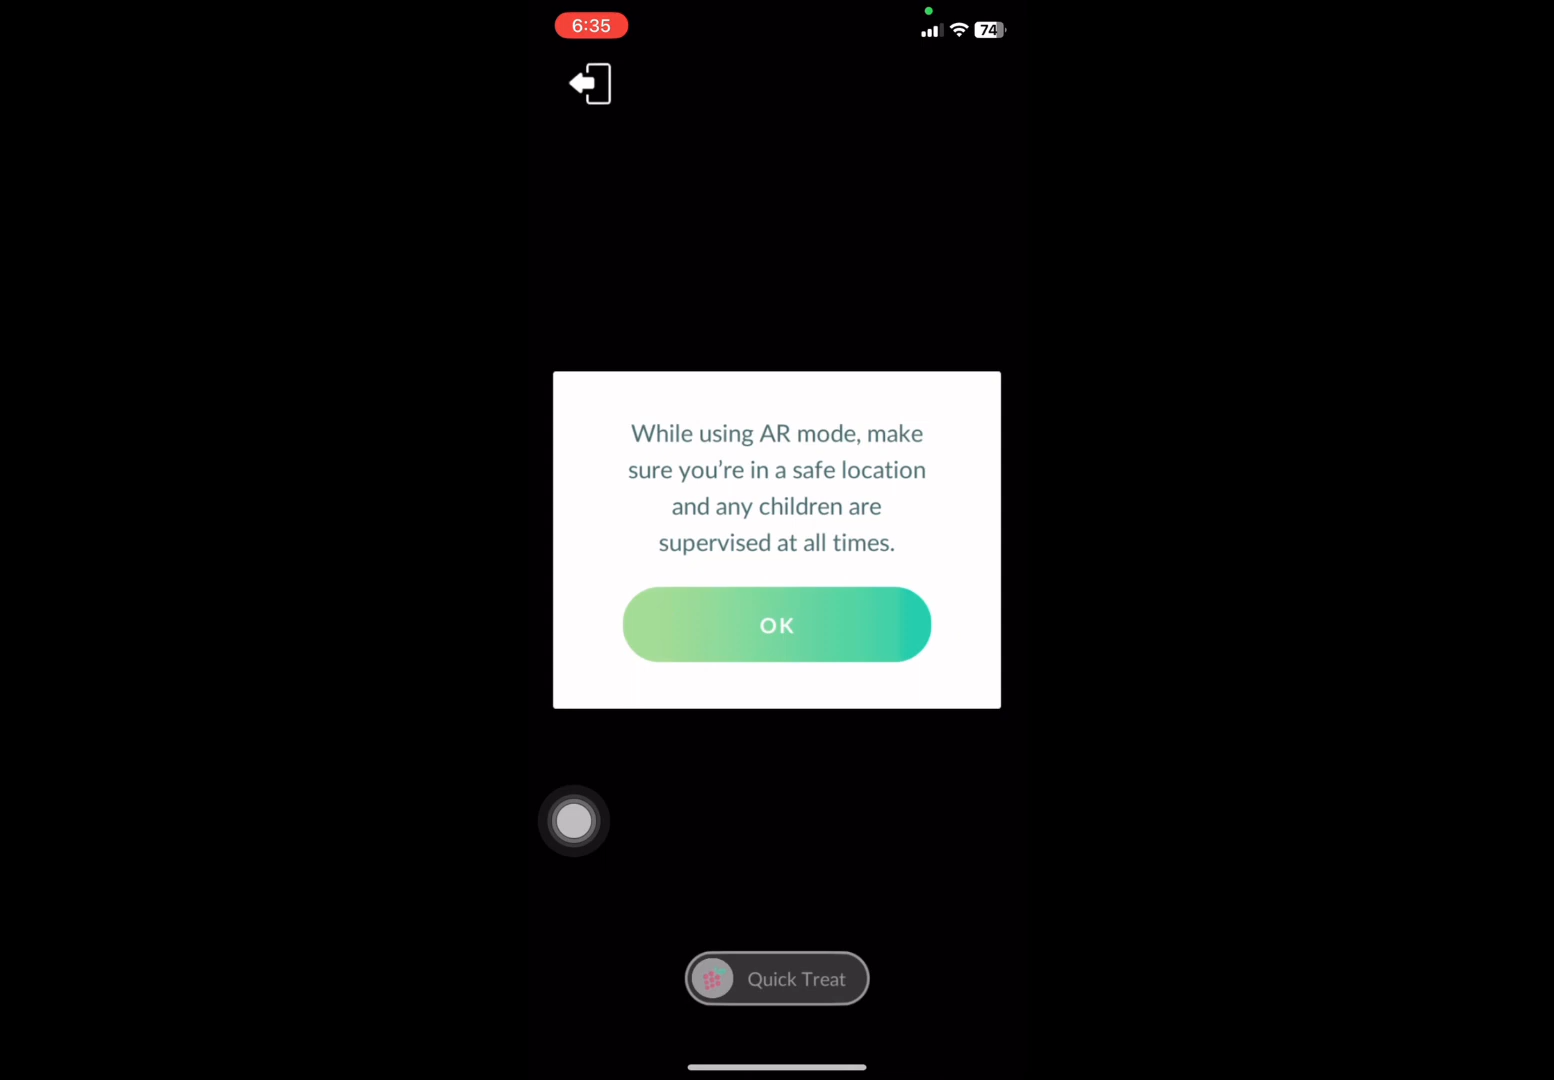 6:35
74
While using AR mode, make
sure you’re in a safe location
and any children are
supervised at all times.
OK
Quick Treat